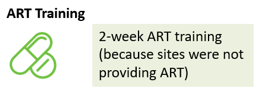 ART Training
2-week ART training
(because sites were not
providing ART)